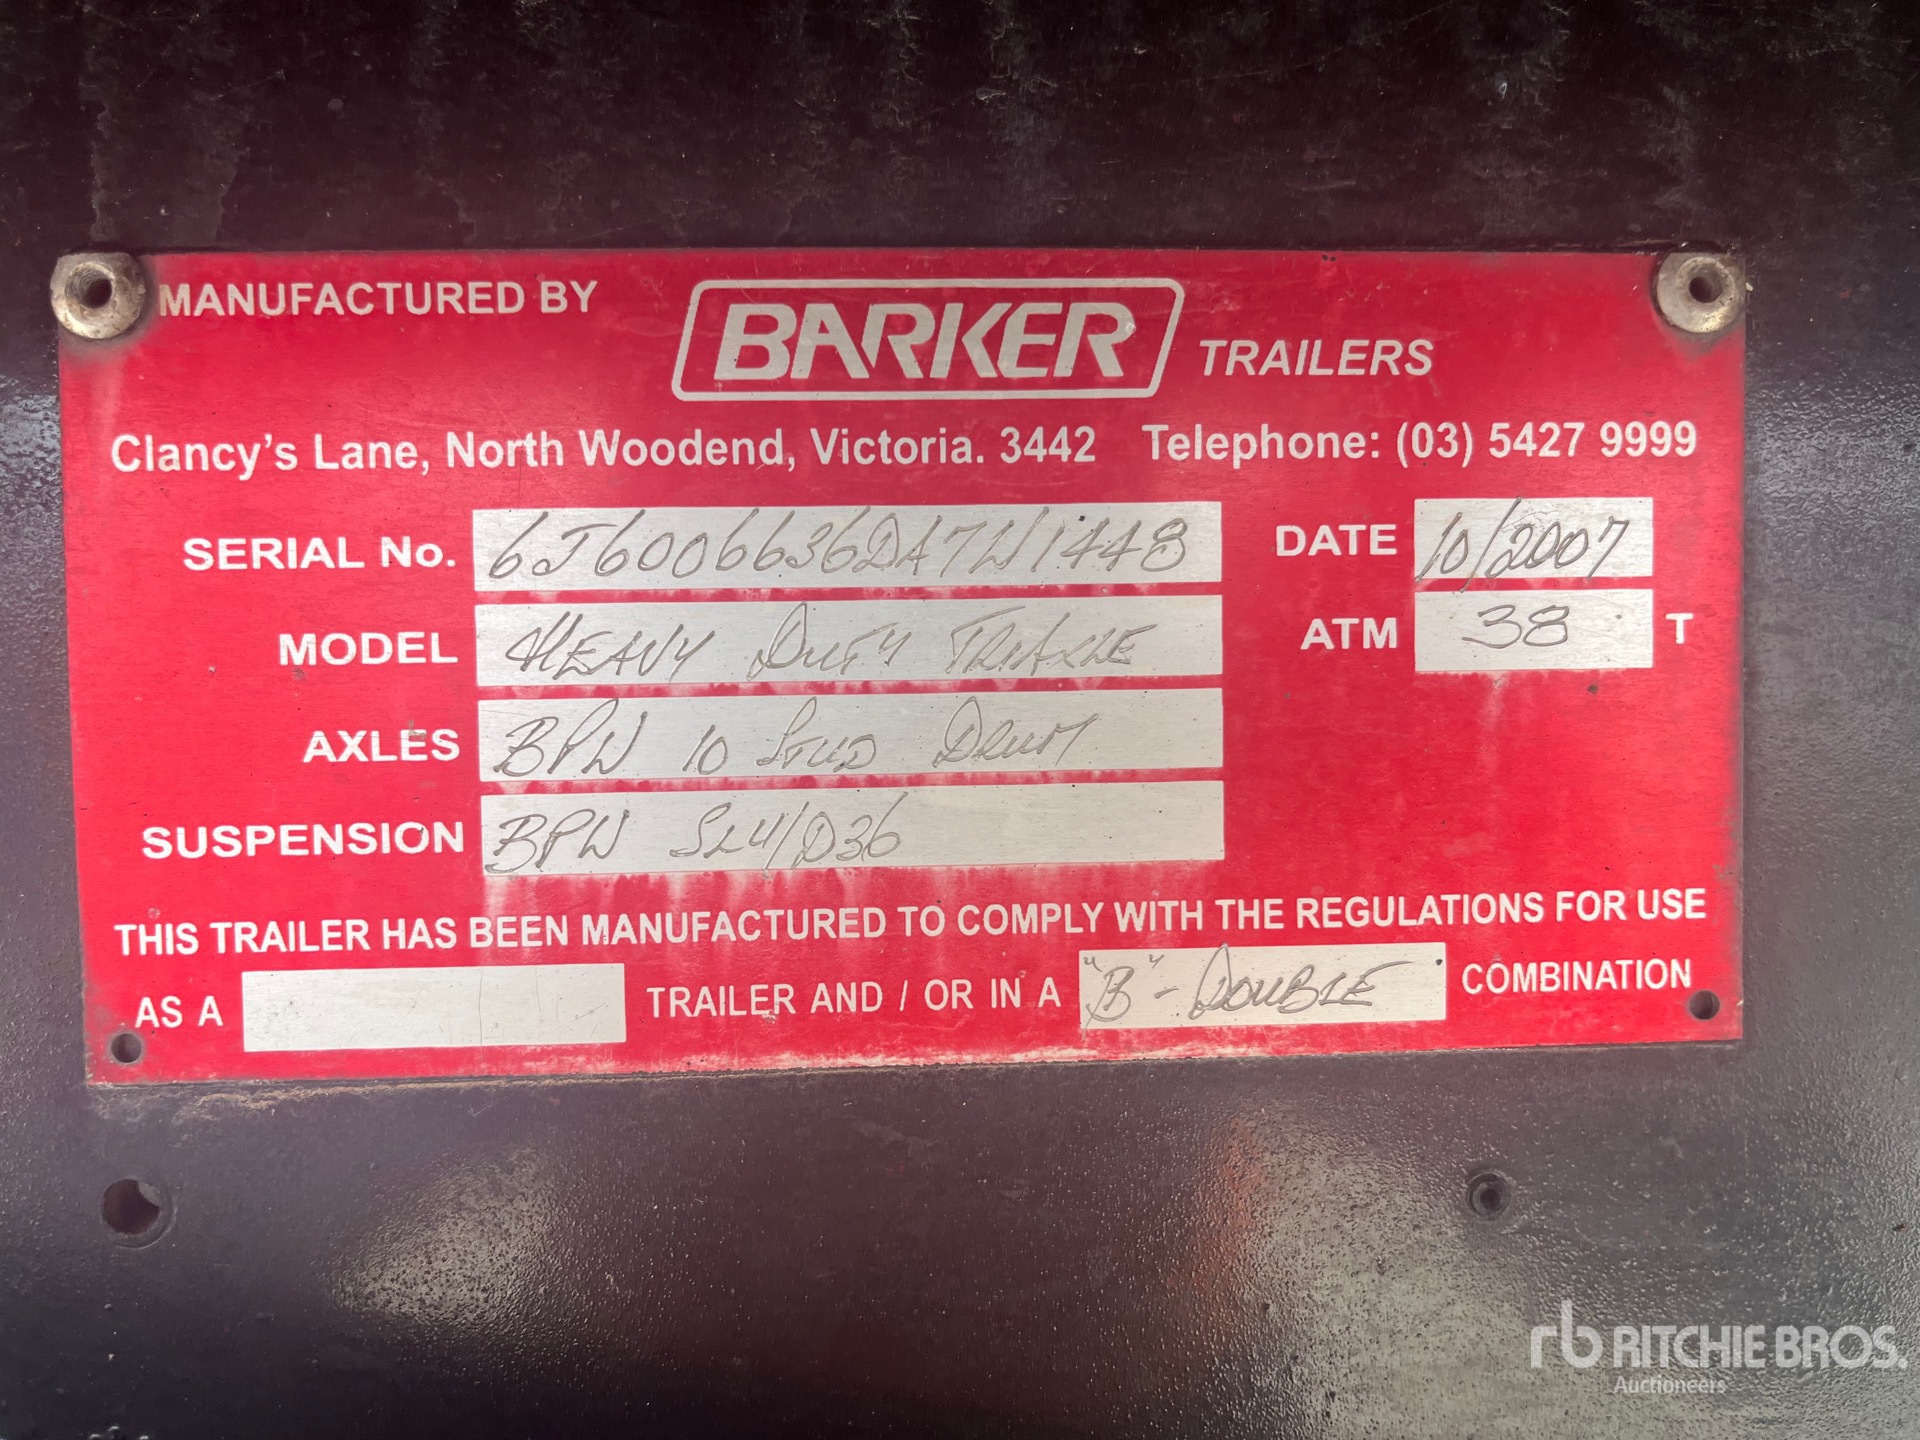 MANUFACTURED BY BARKER TRAILERS
Clancy's Lane, North Woodend, Victoria. 3442 Telephone: (03) 5427 9999
SERIAL No. 6J6006636DA7W1448 DATE 10/2007
MODEL HEAVY DUTY TRIAXLE ATM 38 T
AXLES BPW 10 STUD DRUM
SUSPENSION BPW SL4/D36
THIS TRAILER HAS BEEN MANUFACTURED TO COMPLY WITH THE REGULATIONS FOR USE
AS A TRAILER AND / OR IN A "B"-DOUBLE COMBINATION
rb RITCHIE BROS.
Auctioneers